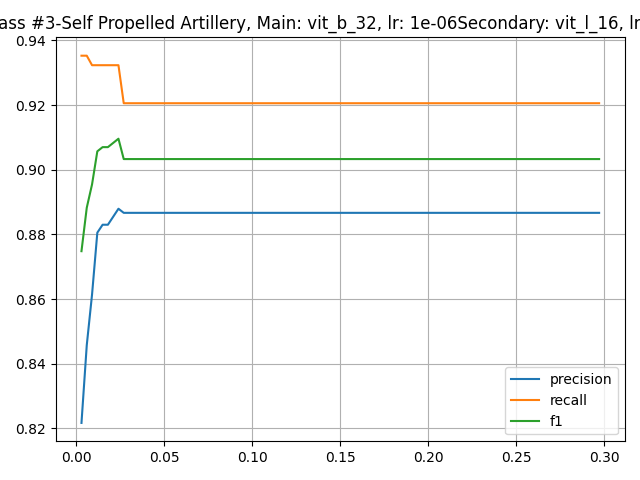 ass #3-Self Propelled Artillery, Main: vit_b_32, lr: 1e-06Secondary: vit_l_16, lr
0.94
0.92
0.90
0.88
0.86
0.84
0.82
precision
recall
f1
0.00 0.05 0.10 0.15 0.20 0.25 0.30